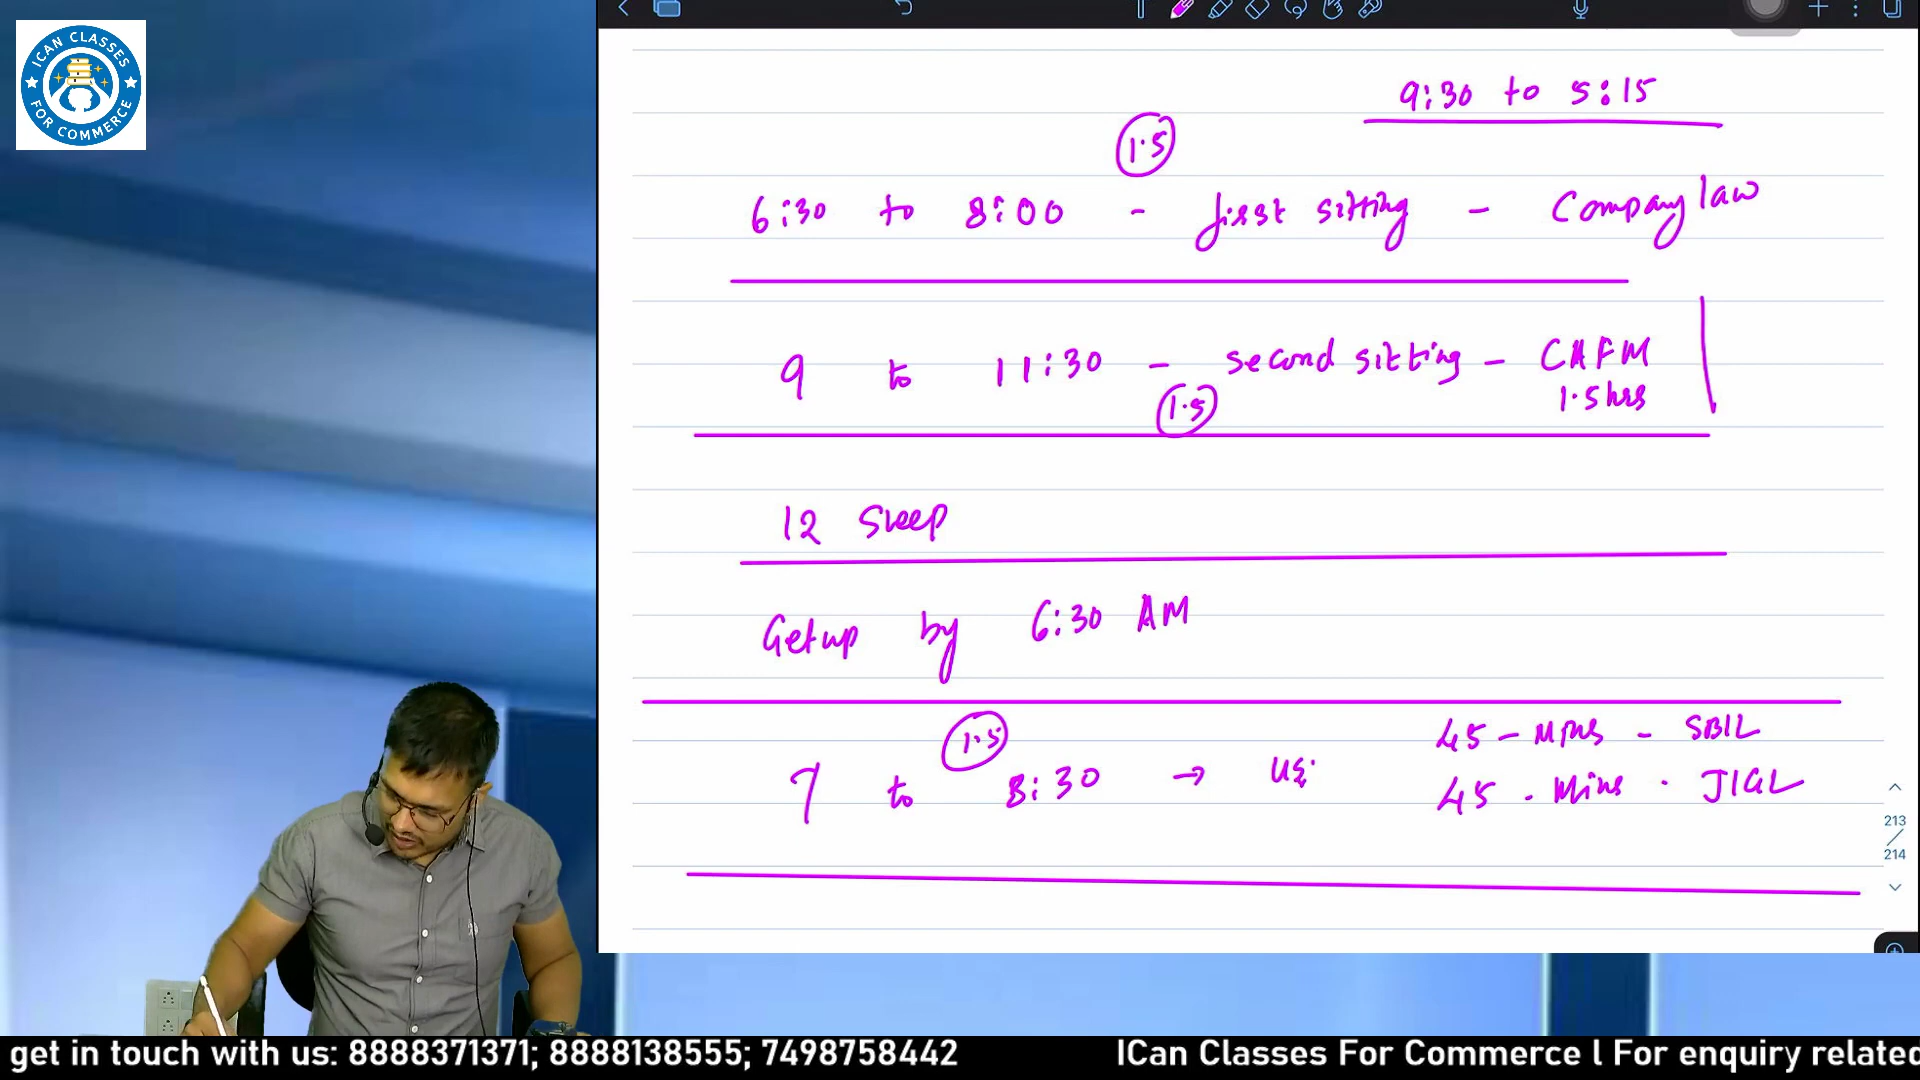 ICAN CLASSES
FOR COMMERCE
9:30 to 5:15
1.5
6:30 to 8:00 - first sitting - Company law
9 to 11:30 - second sitting - CAFM
1.5
1.5 hrs
12 Sleep
Getup by 6:30 AM
1.5
45 - Mins - SBIL
7 to 8:30 →
45 - Mins - JIGL
213
214
get in touch with us: 8888371371; 8888138555; 7498758442
ICan Classes For Commerce l For enquiry related